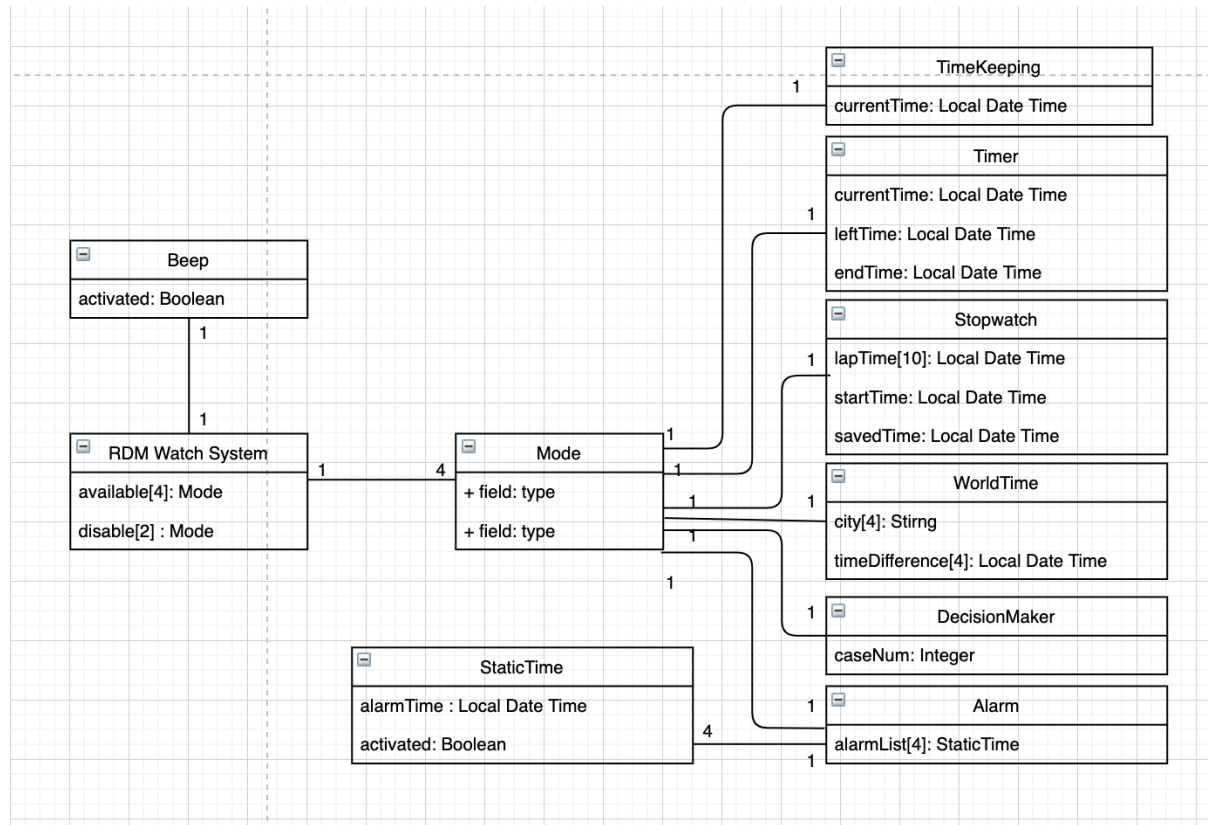 TimeKeeping
1
currentTime: Local Date Time
Timer
currentTime: Local Date Time
1
leftTime: Local Date Time
endTime: Local Date Time
Beep
activated: Boolean
1
Stopwatch
1
lapTime[10]: Local Date Time
startTime: Local Date Time
savedTime: Local Date Time
1
RDM Watch System
available[4]: Mode
disable[2] : Mode
1
4
Mode
+ field: type
+ field: type
1
1
1
1
1
WorldTime
1
city[4]: Stirng
timeDifference[4]: Local Date Time
DecisionMaker
1
caseNum: Integer
StaticTime
alarmTime : Local Date Time
activated: Boolean
4
Alarm
1
alarmList[4]: StaticTime
1